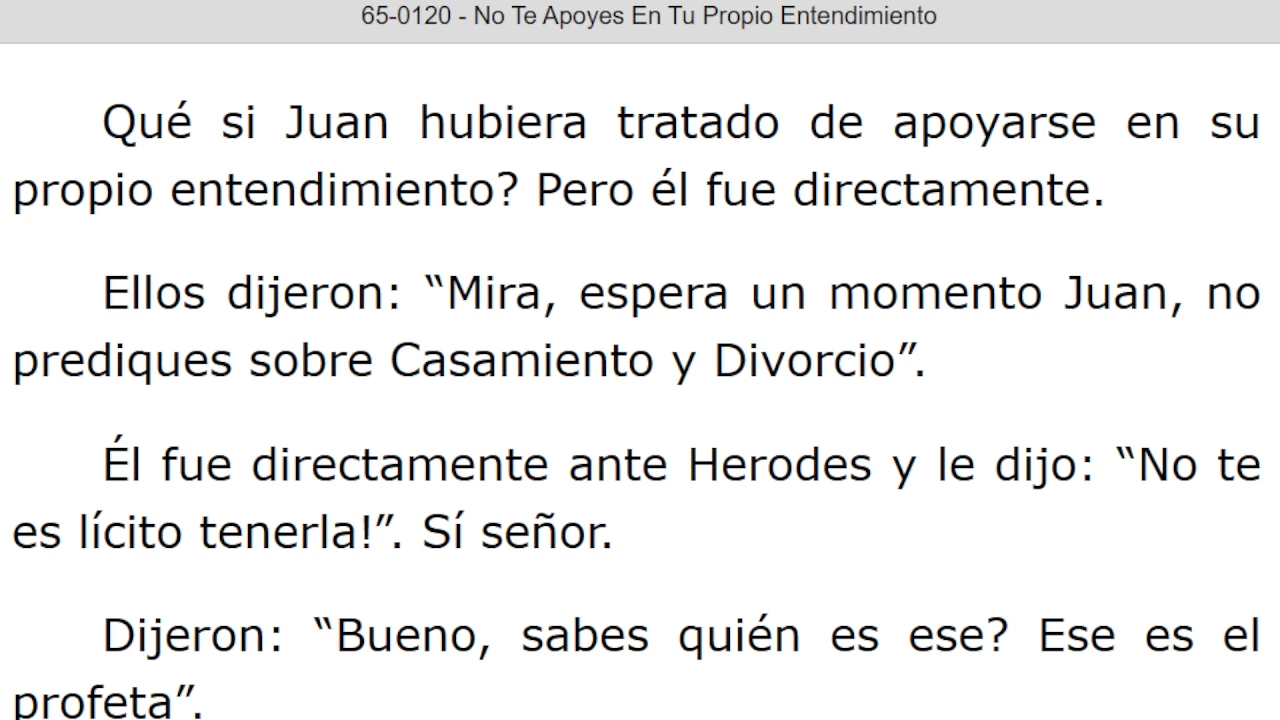 65-0120 - No Te Apoyes En Tu Propio Entendimiento
Qué si Juan hubiera tratado de apoyarse en su
propio entendimiento? Pero él fue directamente.
Ellos dijeron: “Mira, espera un momento Juan, no
prediques sobre Casamiento y Divorcio”.
Él fue directamente ante Herodes y le dijo: “No te
es lícito tenerla!”. Sí señor.
Dijeron: “Bueno, sabes quién es ese? Ese es el
profeta”.